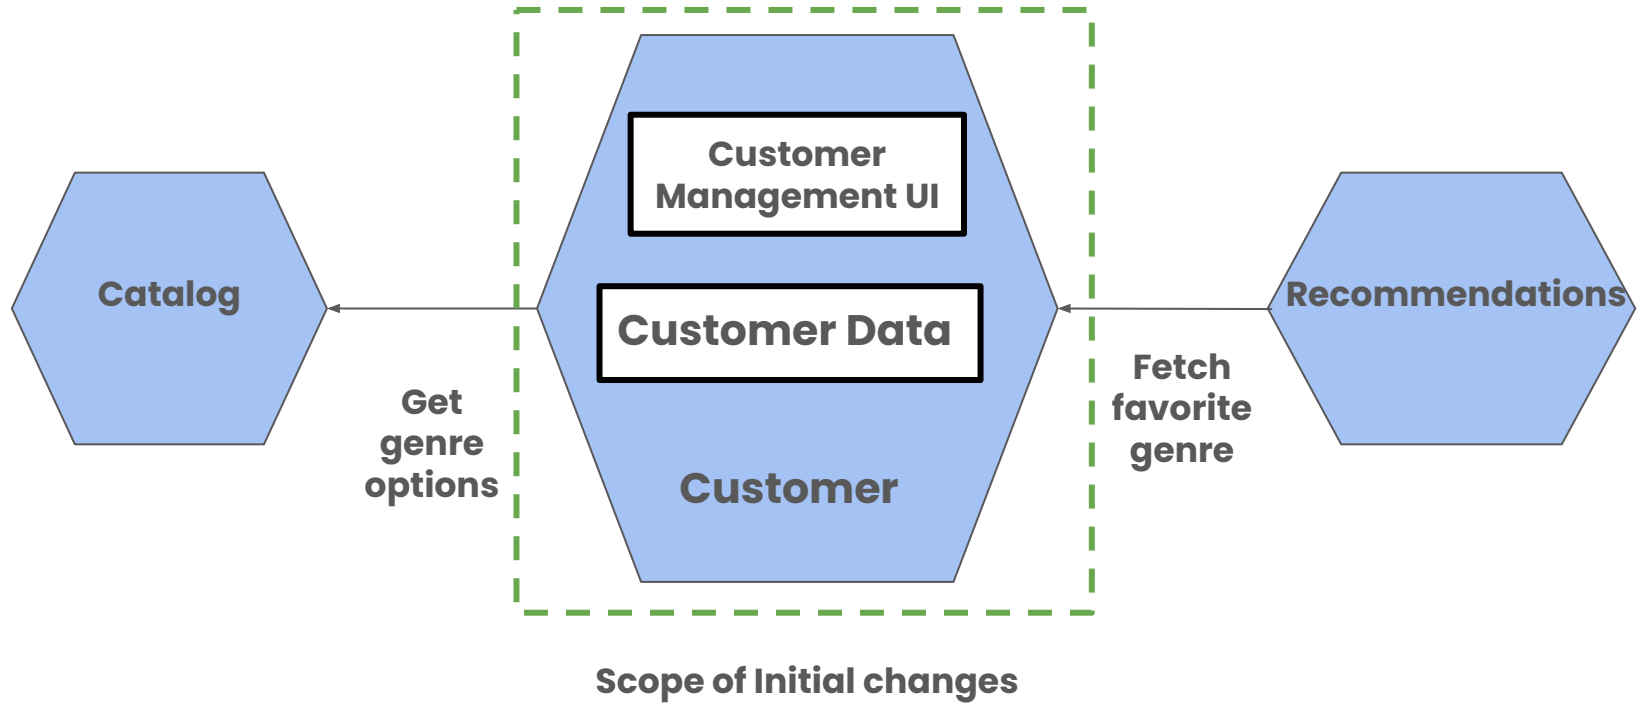 Catalog
Get
genre
options
Customer
Management UI
Customer Data
Customer
Fetch
favorite
genre
Recommendations
Scope of Initial changes